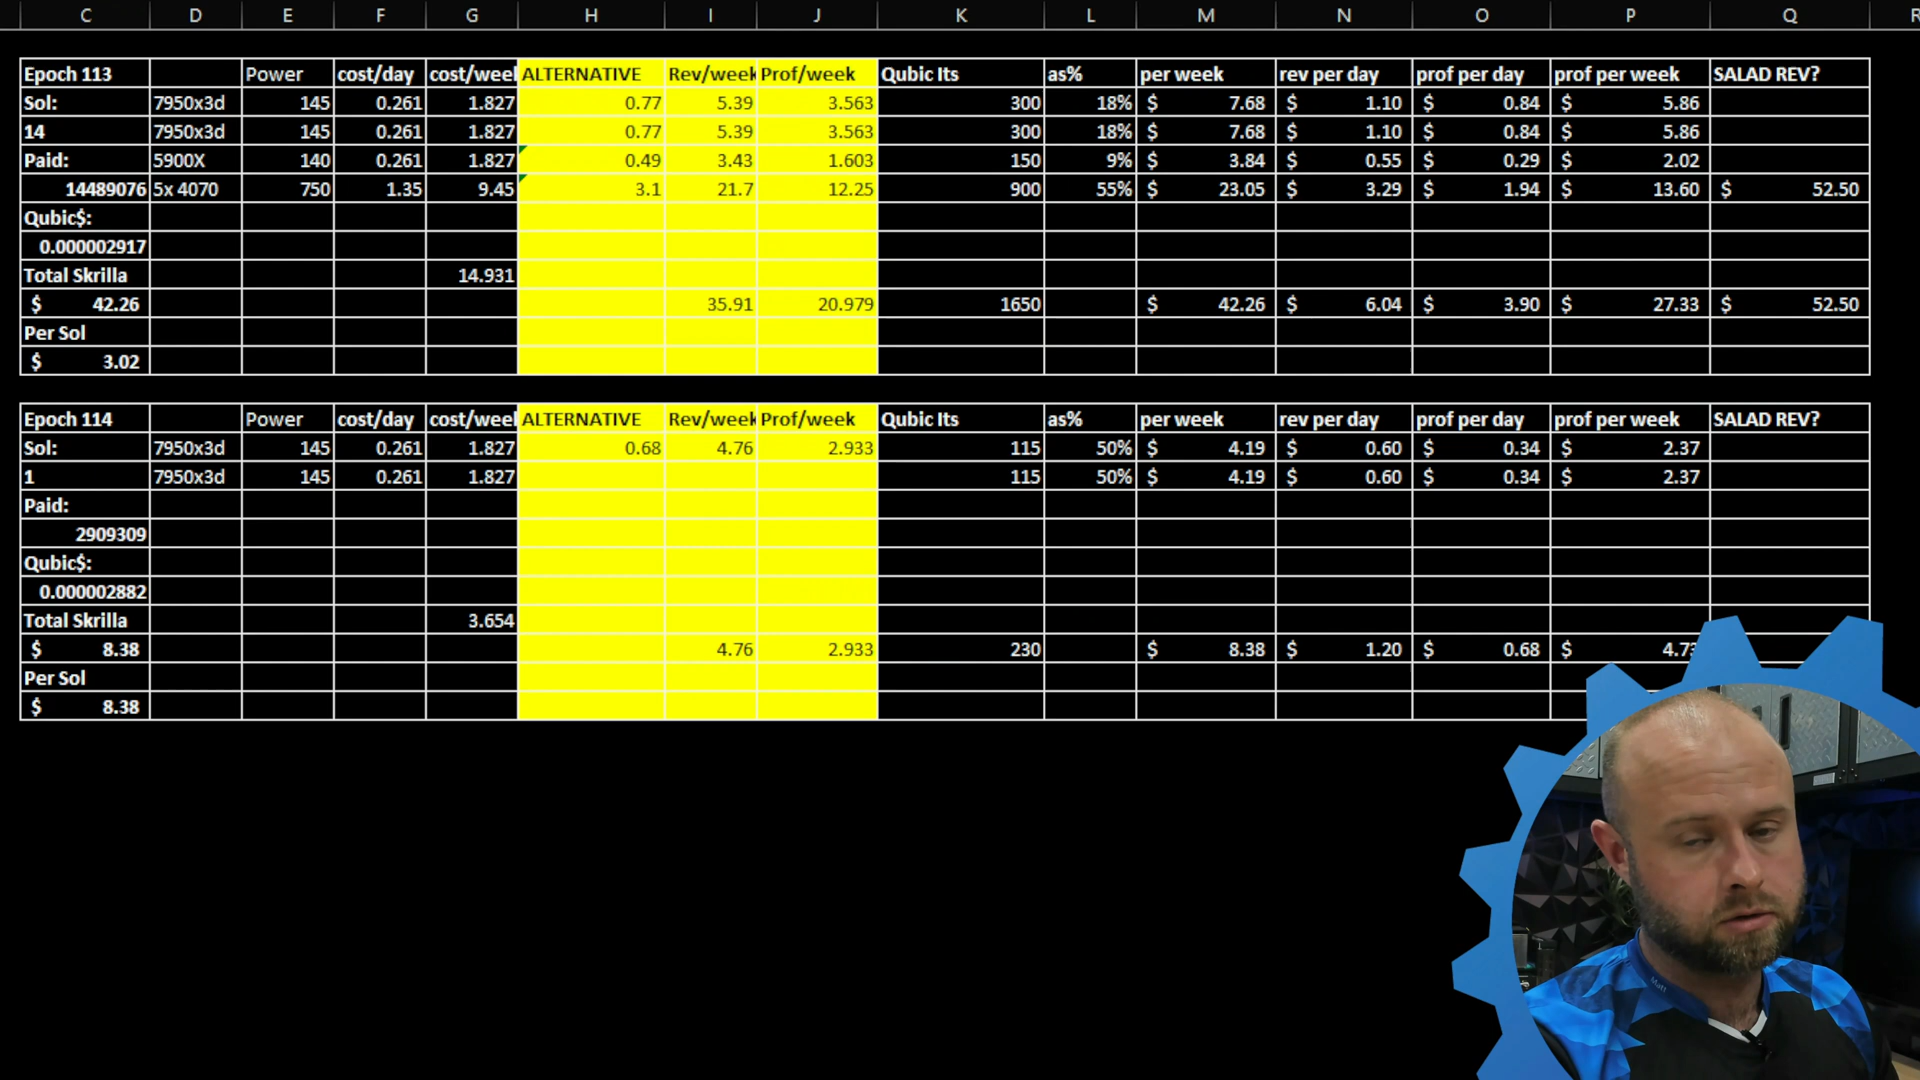 C D E F G H I J K L M N O P Q R
Epoch 113 Power cost/day cost/week ALTERNATIVE Rev/week Prof/week Qubic Its as% per week rev per day prof per day prof per week SALAD REV?
Sol: 7950x3d 145 0.261 1.827 0.77 5.39 3.563 300 18% $ 7.68 $ 1.10 $ 0.84 $ 5.86
14 7950x3d 145 0.261 1.827 0.77 5.39 3.563 300 18% $ 7.68 $ 1.10 $ 0.84 $ 5.86
Paid: 5900X 140 0.261 1.827 0.49 3.43 1.603 150 9% $ 3.84 $ 0.55 $ 0.29 $ 2.02
14489076 5x 4070 750 1.35 9.45 3.1 21.7 12.25 900 55% $ 23.05 $ 3.29 $ 1.94 $ 13.60 $ 52.50
Qubic$:
0.000002917
Total Skrilla 14.931
$ 42.26 35.91 20.979 1650 $ 42.26 $ 6.04 $ 3.90 $ 27.33 $ 52.50
Per Sol
$ 3.02
Epoch 114 Power cost/day cost/week ALTERNATIVE Rev/week Prof/week Qubic Its as% per week rev per day prof per day prof per week SALAD REV?
Sol: 7950x3d 145 0.261 1.827 0.68 4.76 2.933 115 50% $ 4.19 $ 0.60 $ 0.34 $ 2.37
1 7950x3d 145 0.261 1.827 115 50% $ 4.19 $ 0.60 $ 0.34 $ 2.37
Paid:
2909309
Qubic$:
0.000002882
Total Skrilla 3.654
$ 8.38 4.76 2.933 230 $ 8.38 $ 1.20 $ 0.68 $ 4.73
Per Sol
$ 8.38
Matt